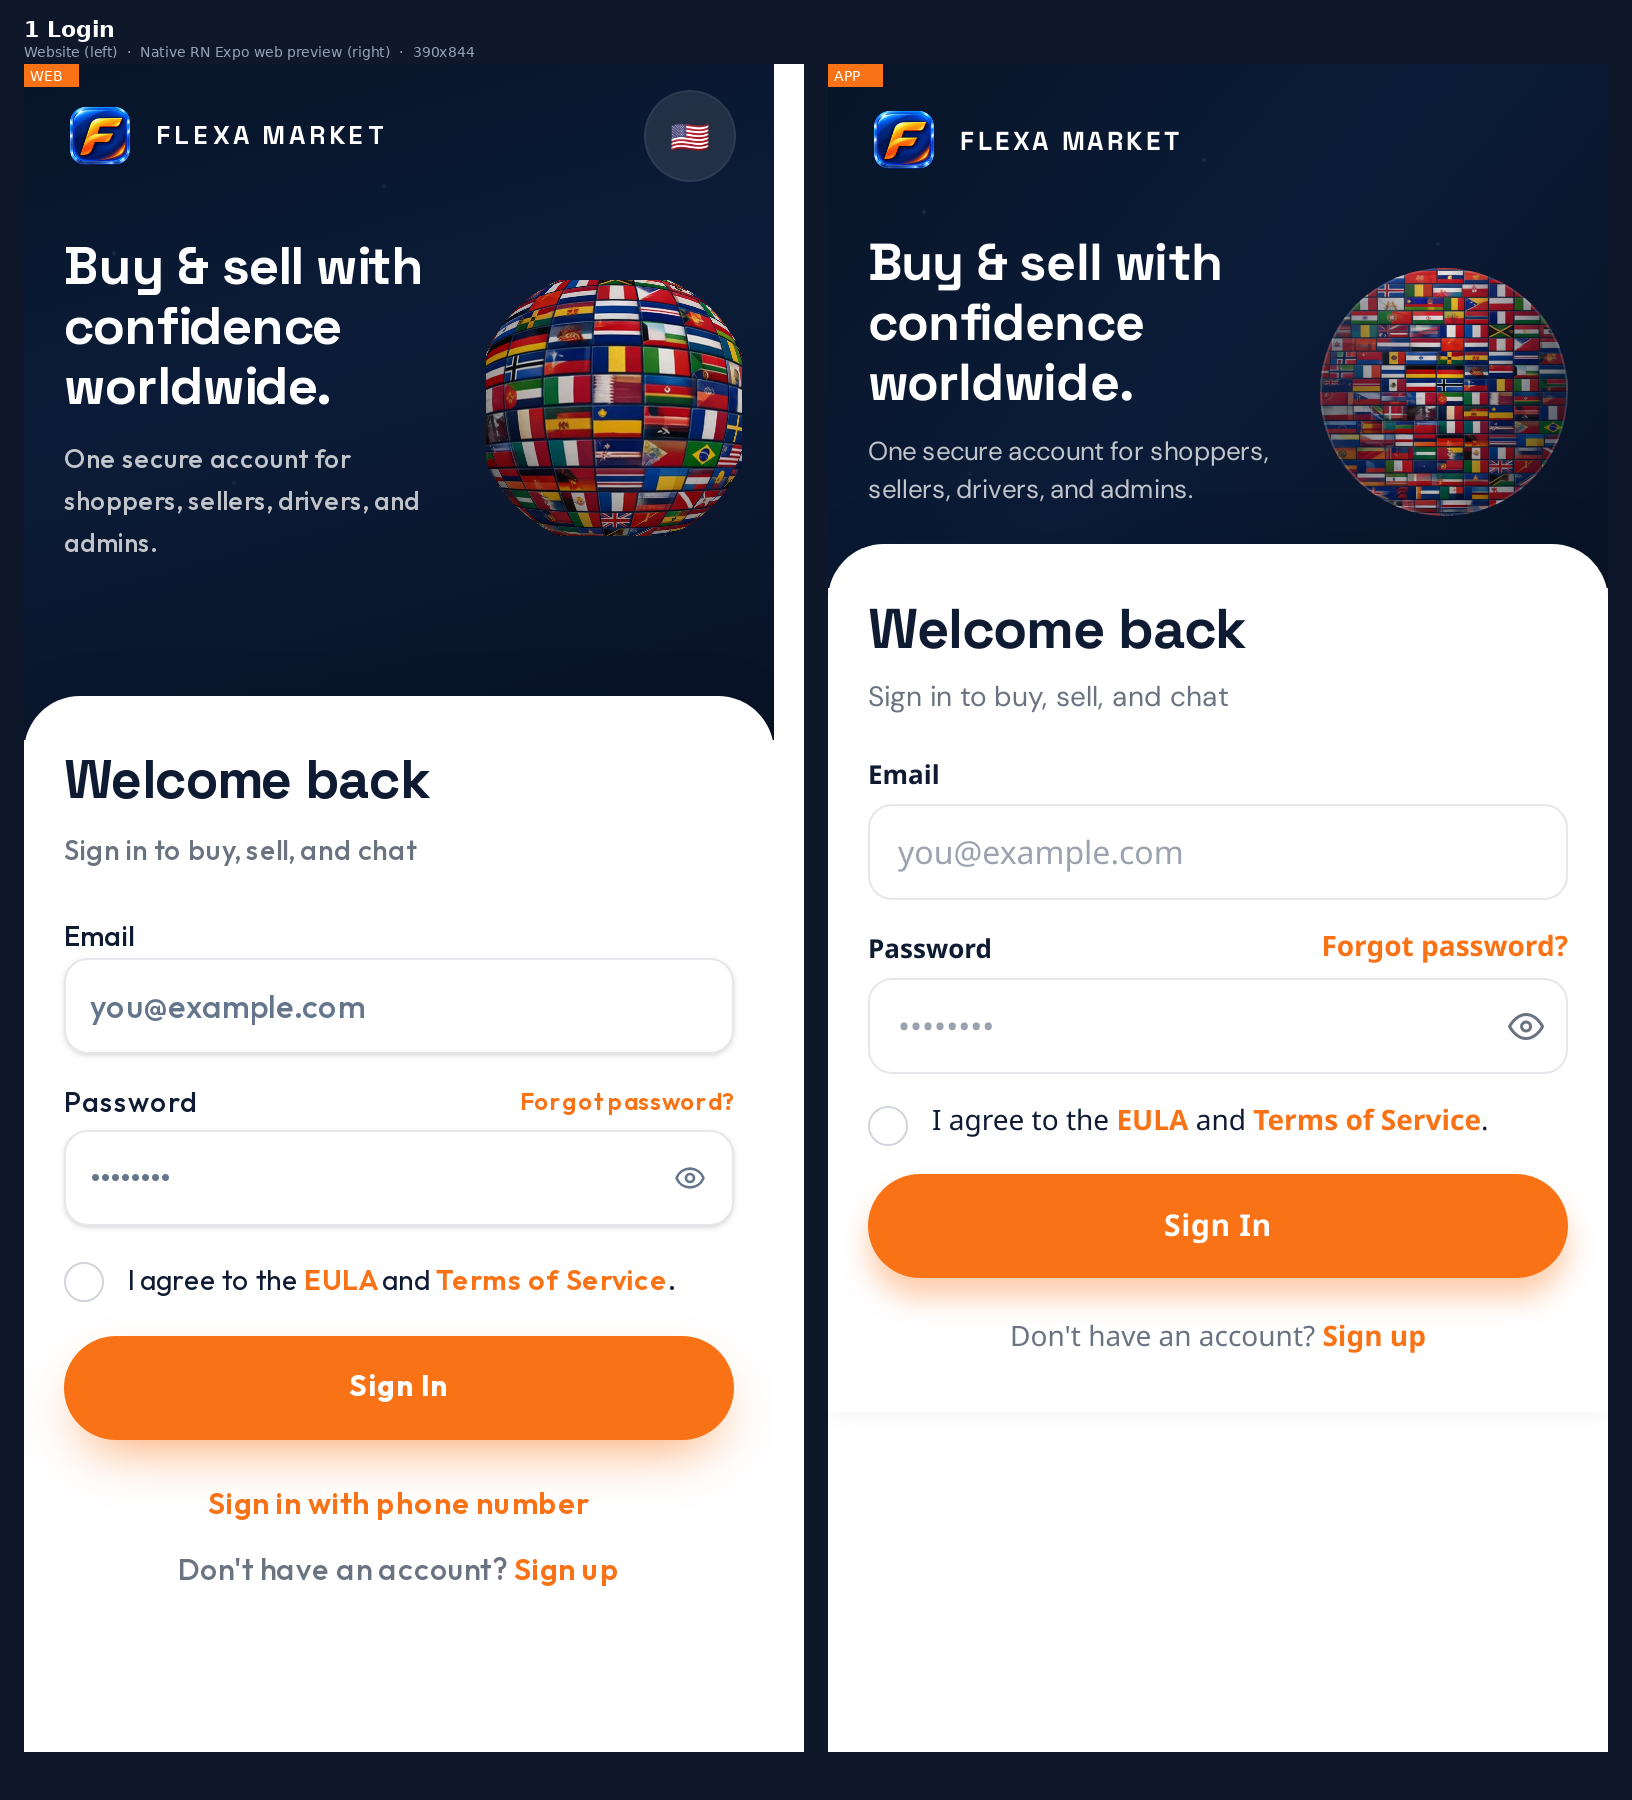 1 Login
Website (left) · Native RN Expo web preview (right) · 390x844
WEB
FLEXA MARKET
Buy & sell with
confidence
worldwide.
One secure account for
shoppers, sellers, drivers, and
admins.
Welcome back
Sign in to buy, sell, and chat
Email
you@example.com
Password
Forgot password?
I agree to the EULA and Terms of Service.
Sign In
Sign in with phone number
Don't have an account? Sign up
APP
FLEXA MARKET
Buy & sell with
confidence
worldwide.
One secure account for shoppers,
sellers, drivers, and admins.
Welcome back
Sign in to buy, sell, and chat
Email
you@example.com
Password
Forgot password?
I agree to the EULA and Terms of Service.
Sign In
Don't have an account? Sign up